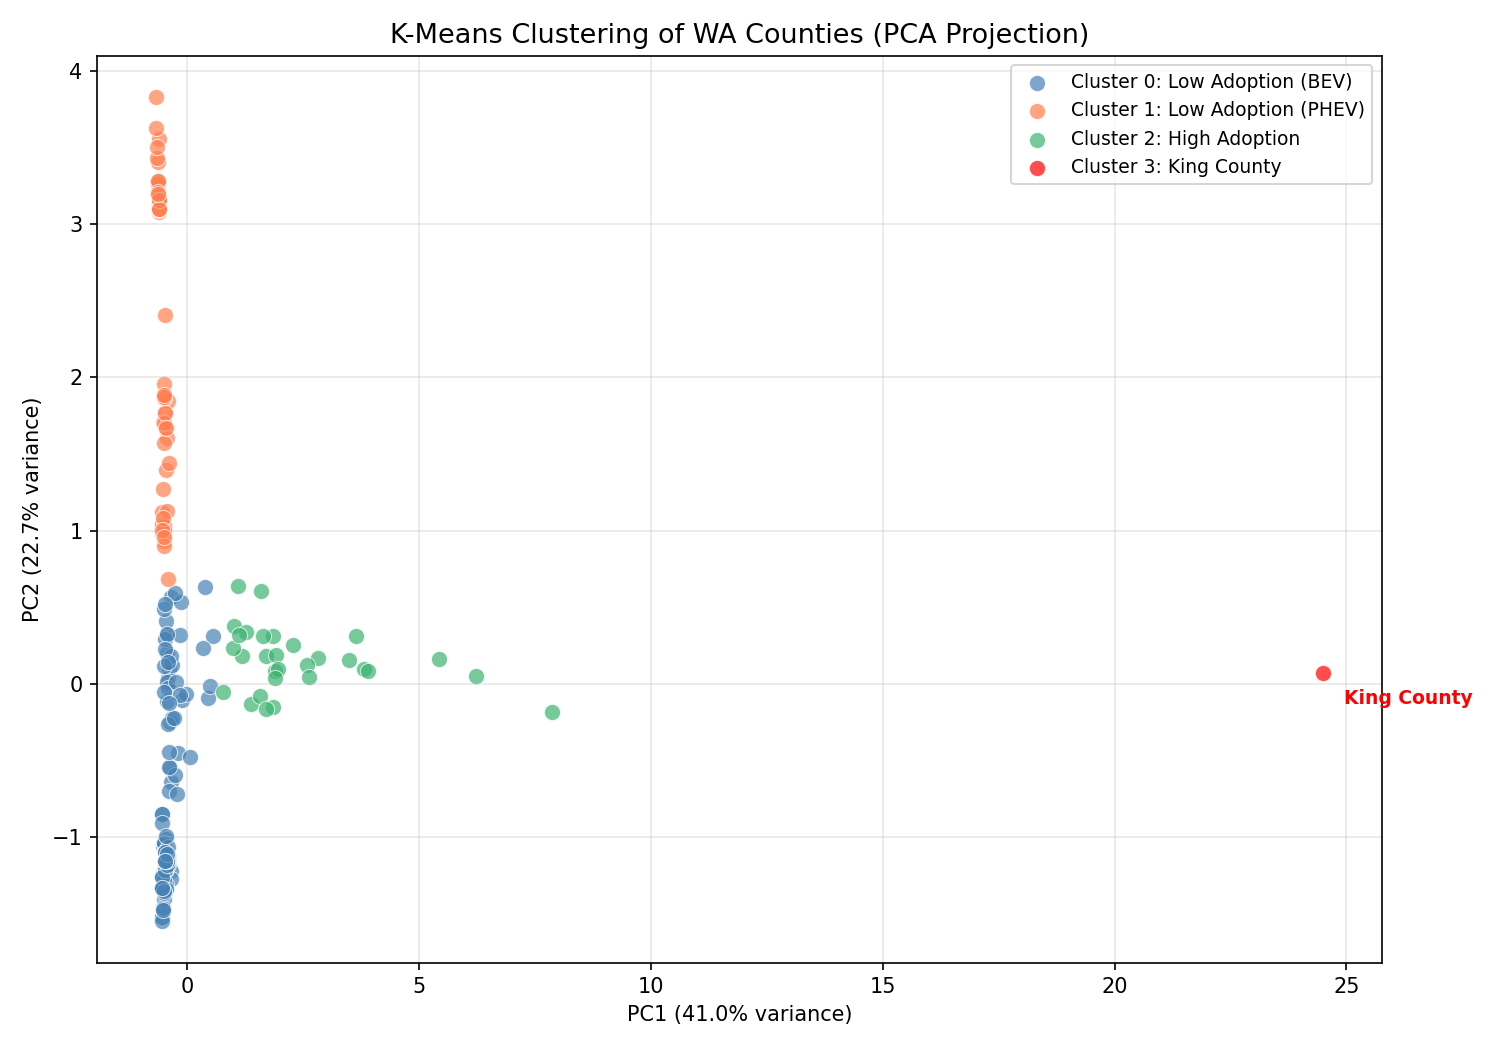 K-Means Clustering of WA Counties (PCA Projection)
Cluster 0: Low Adoption (BEV)
Cluster 1: Low Adoption (PHEV)
Cluster 2: High Adoption
Cluster 3: King County
4
3
2
1
0
−1
PC2 (22.7% variance)
King County
0 5 10 15 20 25
PC1 (41.0% variance)